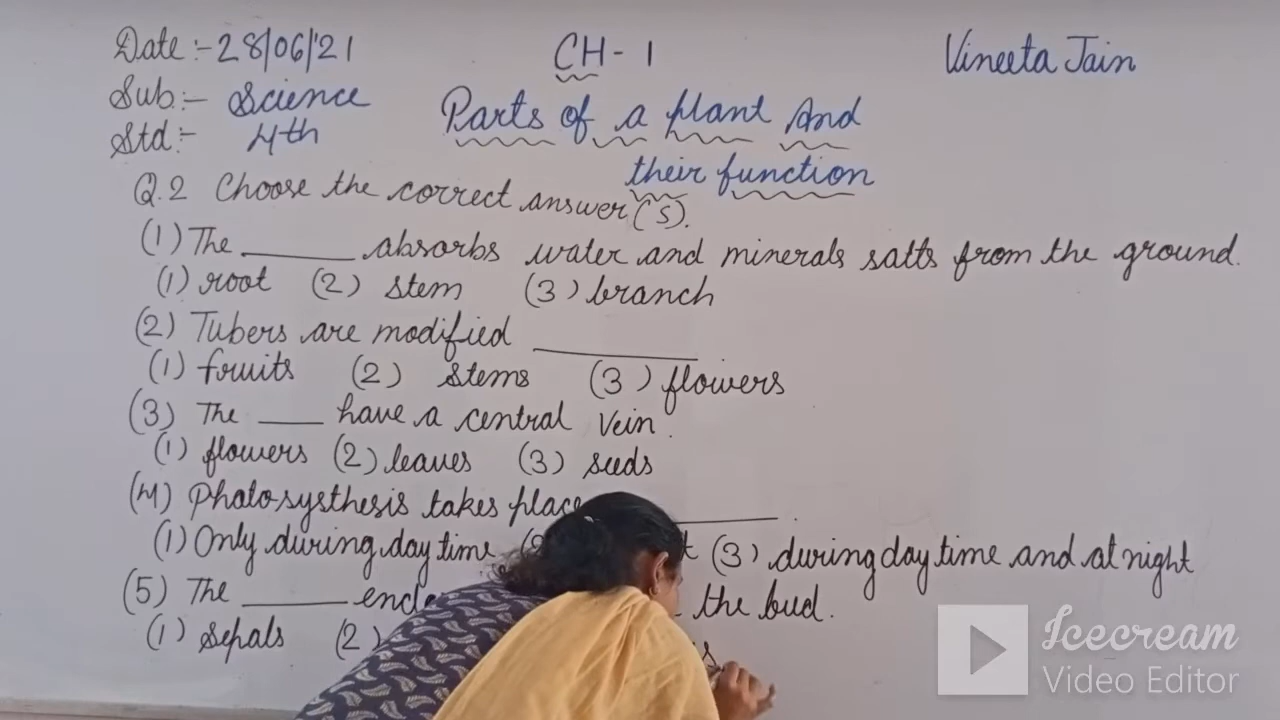 Date:-28/06/'21
CH-1
Vineeta Jain
Sub:- Science
Std:- 4th
Parts of a plant And
their function
Q.2 Choose the correct answer(s).
(1) The ______ absorbs water and minerals satts from the ground.
(1) root (2) stem (3) branch
(2) Tubers are modified ______
(1) fruits (2) stems (3) flowers
(3) The ____ have a central vein.
(1) flowers (2) leaves (3) seeds
(4) Photosysthesis takes place ______.
(1) Only during day time (3) during day time and at night
(5) The ______ the bud.
(1) Sepals (2)
Icecream
Video Editor